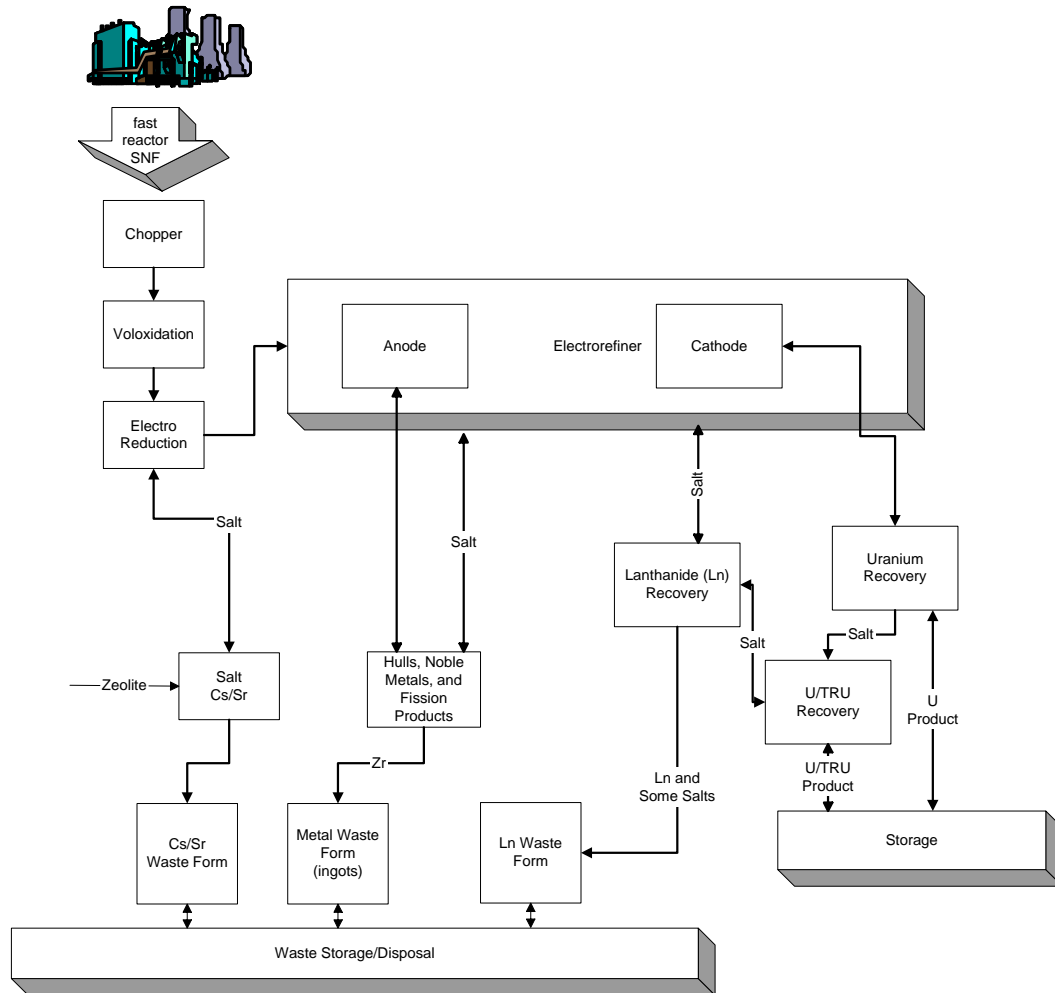 fast
reactor
SNF
Chopper
Voloxidation
Electro
Reduction
Anode
Electrorefiner
Cathode
Salt
Salt
Salt
Lanthanide (Ln)
Recovery
Uranium
Recovery
Salt
Salt
Zeolite
Salt
Cs/Sr
Hulls, Noble
Metals, and
Fission
Products
U/TRU
Recovery
U
Product
U/TRU
Product
Zr
Ln and
Some Salts
Cs/Sr
Waste Form
Metal Waste
Form
(ingots)
Ln Waste
Form
Storage
Waste Storage/Disposal